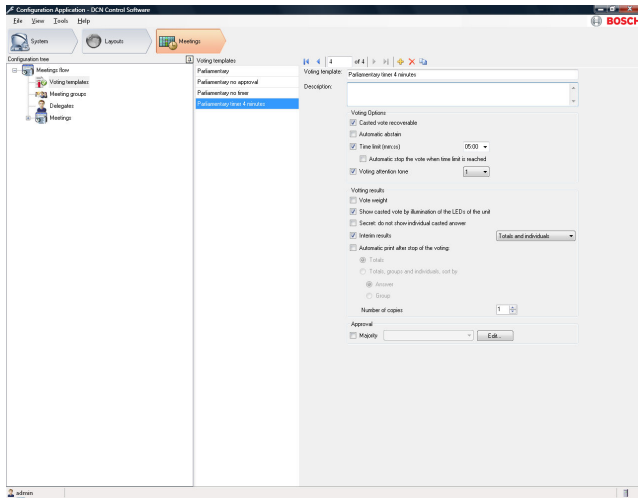 Configuration Application - DCN Control Software
File View Tools Help
BOSCH
System
Layouts
Meetings
Configuration tree
Meetings flow
Voting templates
Meeting groups
Delegates
Meetings
Voting templates
Parliamentary
Parliamentary no approval
Parliamentary no timer
Parliamentary timer 4 minutes
4 of 4
Voting template: Parliamentary timer 4 minutes
Description:
Voting Options
Casted vote recoverable
Automatic abstain
Time limit (mm:ss) 05:00
Automatic stop the vote when time limit is reached
Voting attention tone 1
Votting results
Vote weight
Show casted vote by illumination of the LEDs of the unit
Secret: do not show individual casted answer
Interim results Totals and individuals
Automatic print after stop of the voting:
Totals
Totals, groups and individuals, sort by
Answer
Group
Number of copies 1
Approval
Majority Edit...
admin